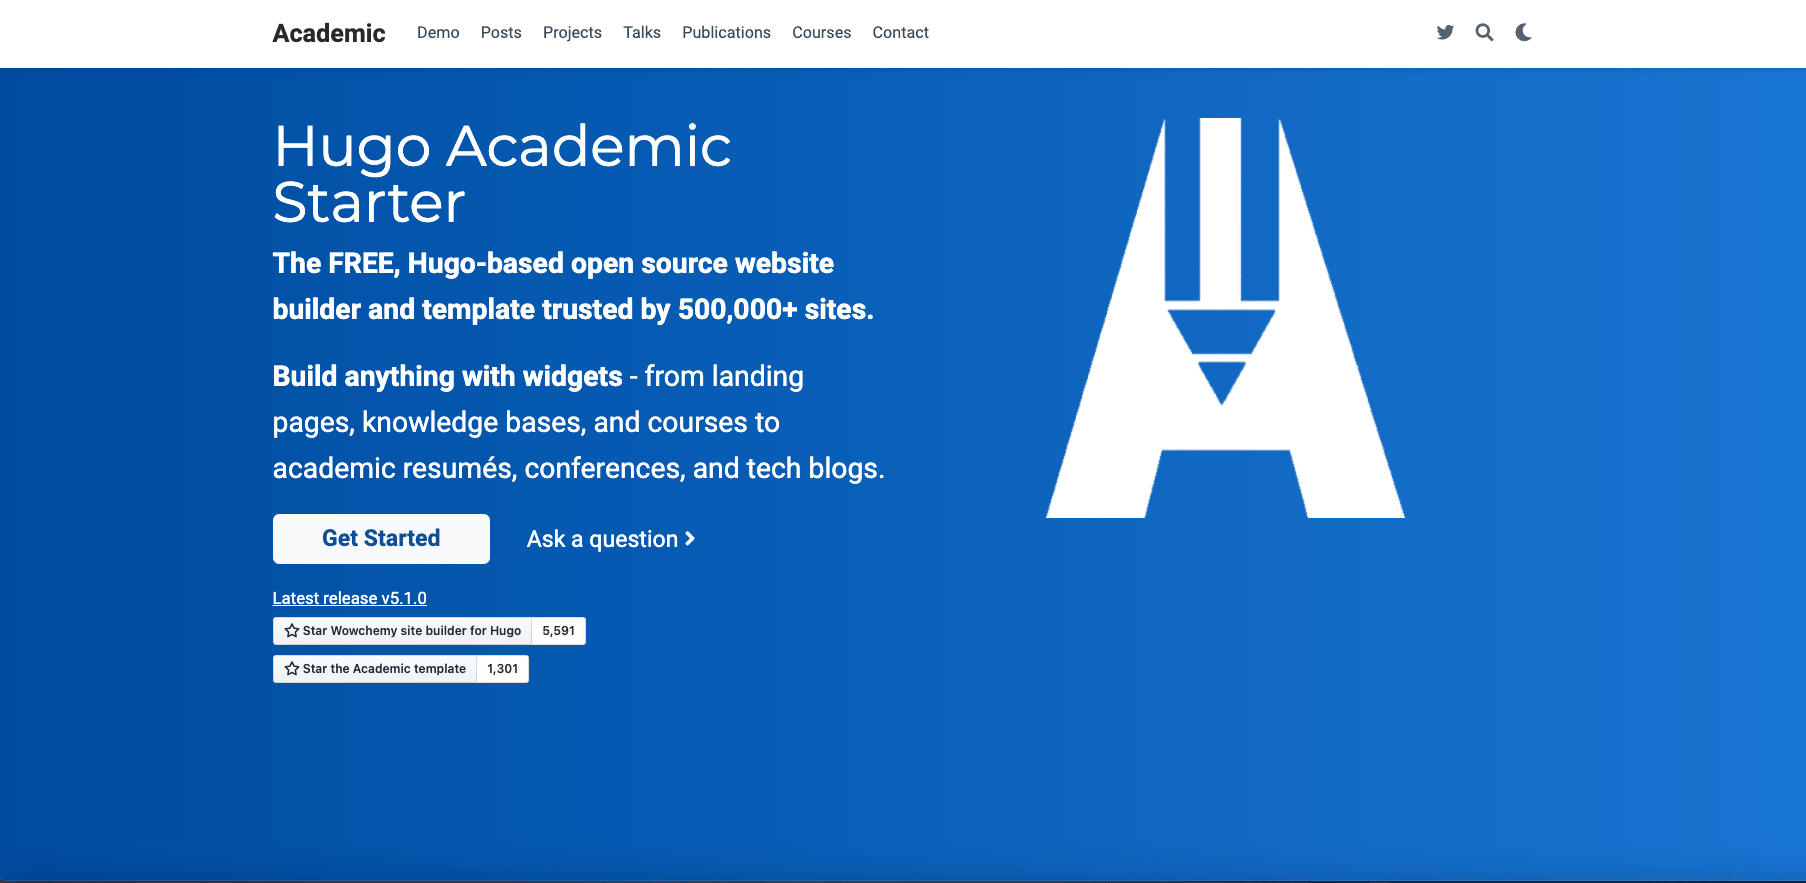 Academic Demo Posts Projects Talks Publications Courses Contact
Hugo Academic
Starter
The FREE, Hugo-based open source website
builder and template trusted by 500,000+ sites.
Build anything with widgets - from landing
pages, knowledge bases, and courses to
academic resumés, conferences, and tech blogs.
Get Started Ask a question
Latest release v5.1.0
Star Wowchemy site builder for Hugo 5,591
Star the Academic template 1,301